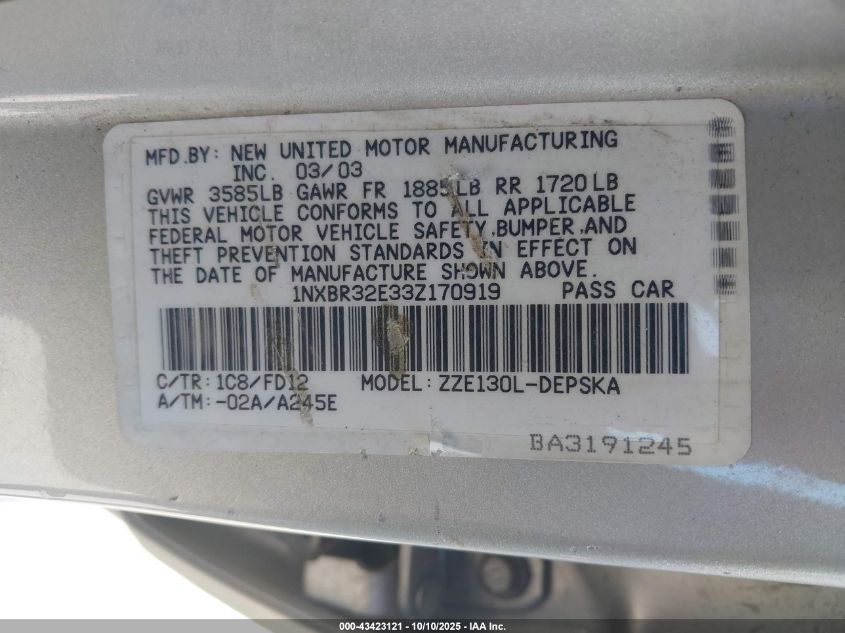 MFD.BY: NEW UNITED MOTOR MANUFACTURING
INC. 03/03
GVWR 3585LB GAWR FR 1885LB RR 1720LB
THIS VEHICLE CONFORMS TO ALL APPLICABLE
FEDERAL MOTOR VEHICLE SAFETY,BUMPER,AND
THEFT PREVENTION STANDARDS IN EFFECT ON
THE DATE OF MANUFACTURE SHOWN ABOVE.
1NXBR32E33Z170919 PASS CAR
C/TR:1C8/FD12 MODEL:ZZE130L-DEPSKA
A/TM:-02A/A245E
BA3191245
000-43423121 - 10/10/2025 - IAA Inc.